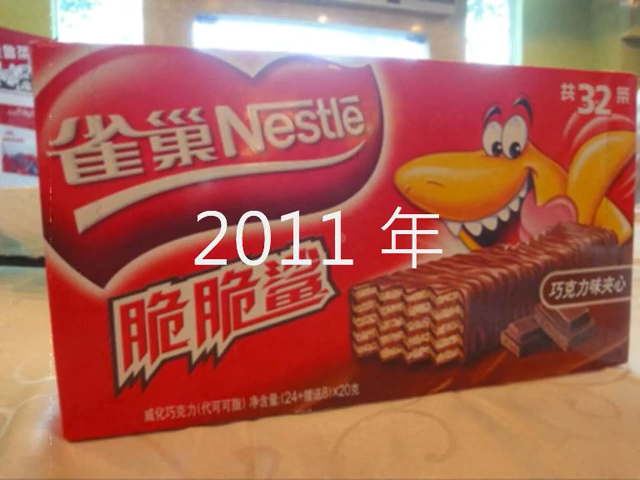 雀巢Nestlé
共32条
2011 年
脆脆鲨
巧克力味夹心
威化巧克力(代可可脂) 净含量:(24+赠送8)×20克